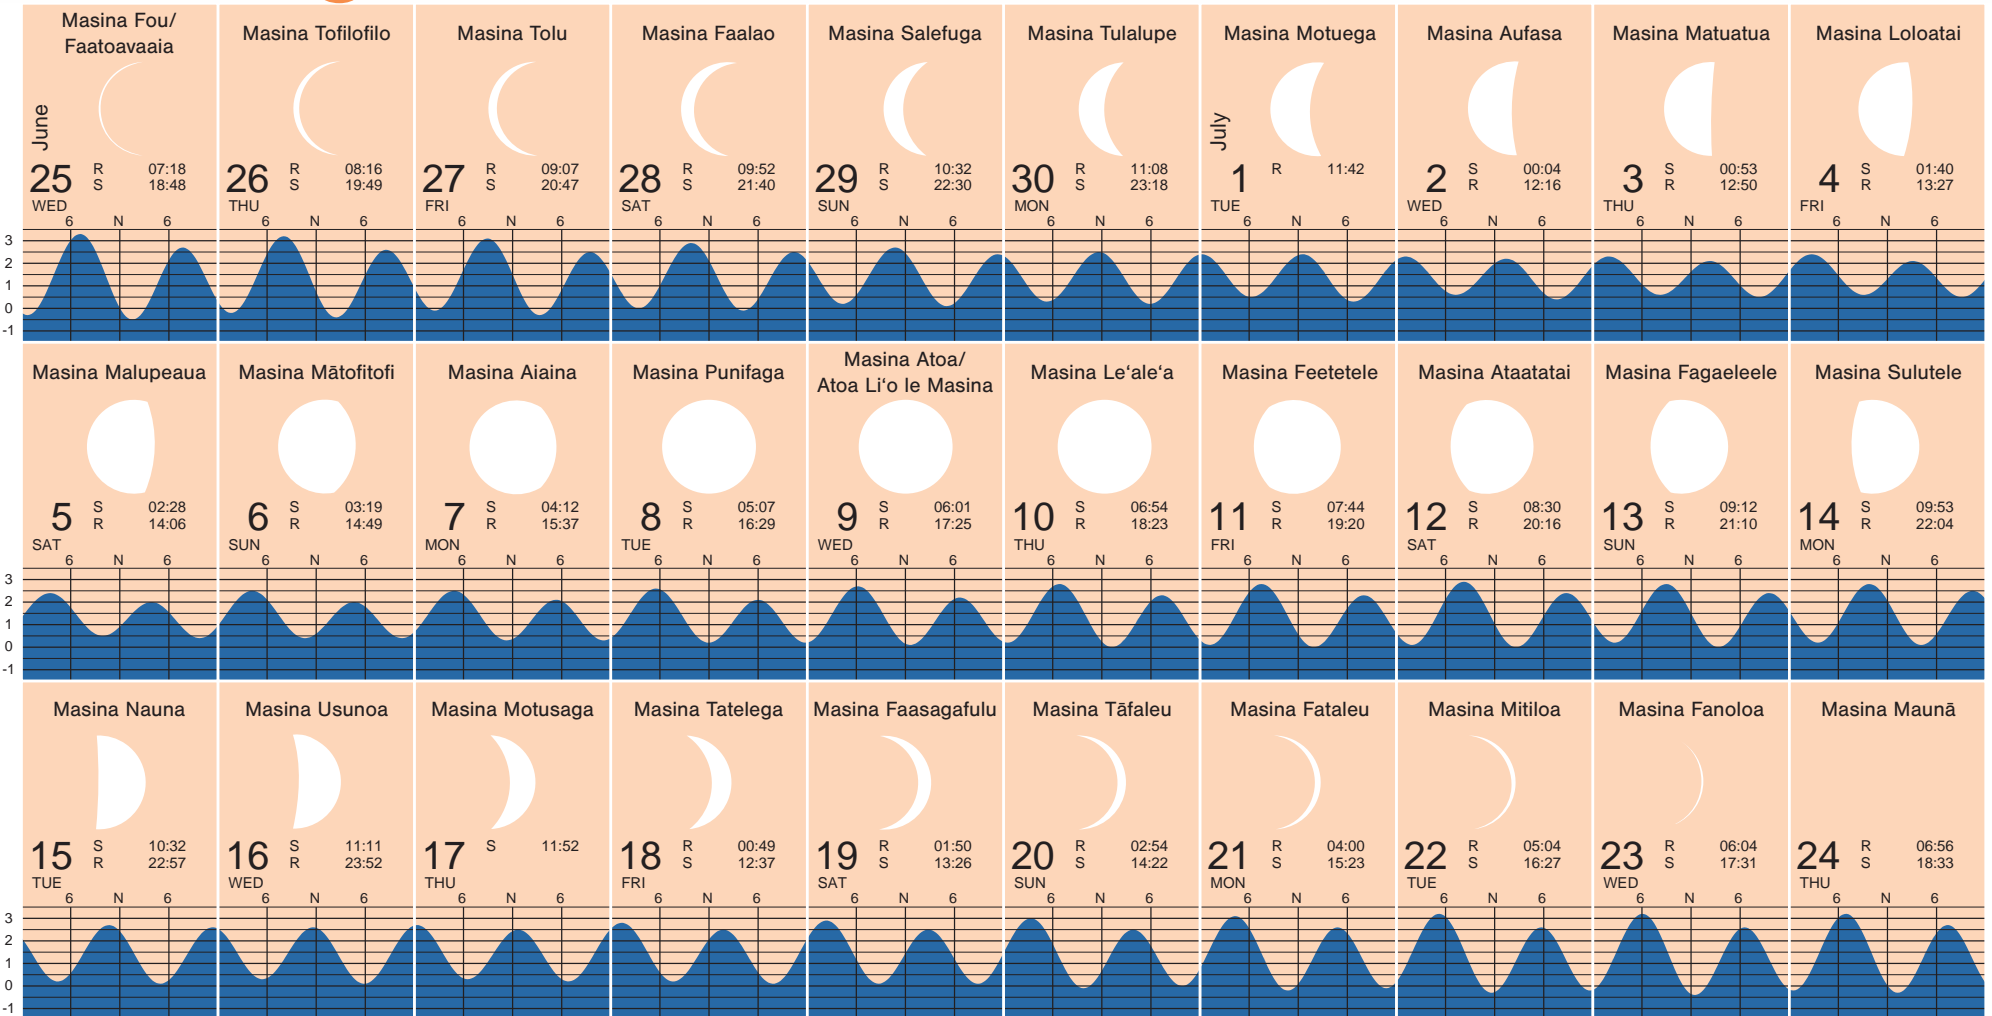 Masina Fou/
Faatoavaaia
June
25
WED
R 07:18
S 18:48
6 N 6
Masina Tofilofilo
26
THU
R 08:16
S 19:49
6 N 6
Masina Tolu
27
FRI
R 09:07
S 20:47
6 N 6
Masina Faalao
28
SAT
R 09:52
S 21:40
6 N 6
Masina Salefuga
29
SUN
R 10:32
S 22:30
6 N 6
Masina Tulalupe
30
MON
R 11:08
S 23:18
6 N 6
Masina Motuega
July
1
TUE
R 11:42
6 N 6
Masina Aufasa
2
WED
S 00:04
R 12:16
6 N 6
Masina Matuatua
3
THU
S 00:53
R 12:50
6 N 6
Masina Loloatai
4
FRI
S 01:40
R 13:27
6 N 6
3
2
1
0
-1
Masina Malupeaua
5
SAT
S 02:28
R 14:06
6 N 6
Masina Mātofitofi
6
SUN
S 03:19
R 14:49
6 N 6
Masina Aiaina
7
MON
S 04:12
R 15:37
6 N 6
Masina Punifaga
8
TUE
S 05:07
R 16:29
6 N 6
Masina Atoa/
Atoa Li‘o le Masina
9
WED
S 06:01
R 17:25
6 N 6
Masina Le‘ale‘a
10
THU
S 06:54
R 18:23
6 N 6
Masina Feetetele
11
FRI
S 07:44
R 19:20
6 N 6
Masina Ataatatai
12
SAT
S 08:30
R 20:16
6 N 6
Masina Fagaeleele
13
SUN
S 09:12
R 21:10
6 N 6
Masina Sulutele
14
MON
S 09:53
R 22:04
6 N 6
3
2
1
0
-1
Masina Nauna
15
TUE
S 10:32
R 22:57
6 N 6
Masina Usunoa
16
WED
S 11:11
R 23:52
6 N 6
Masina Motusaga
17
THU
S 11:52
6 N 6
Masina Tatelega
18
FRI
R 00:49
S 12:37
6 N 6
Masina Faasagafulu
19
SAT
R 01:50
S 13:26
6 N 6
Masina Tāfaleu
20
SUN
R 02:54
S 14:22
6 N 6
Masina Fataleu
21
MON
R 04:00
S 15:23
6 N 6
Masina Mitiloa
22
TUE
R 05:04
S 16:27
6 N 6
Masina Fanoloa
23
WED
R 06:04
S 17:31
6 N 6
Masina Maunā
24
THU
R 06:56
S 18:33
6 N 6
3
2
1
0
-1